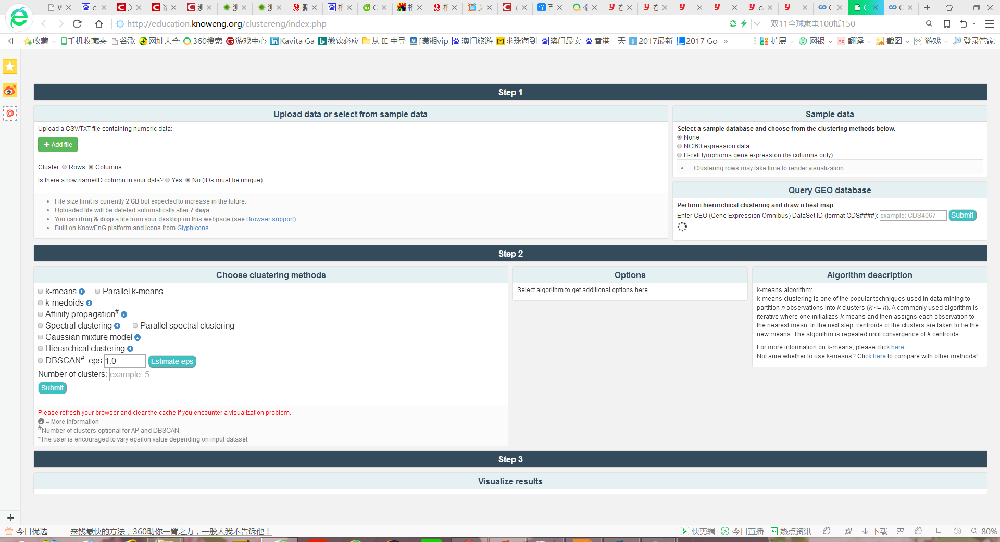 http://education.knoweng.org/clustereng/index.php
双11全球家电100抵150
收藏 手机收藏夹 谷歌 网址大全 360搜索 游戏中心 Kavita Ga 微软必应 从 IE 中导 [潇湘vip 澳门旅游 求珠海到 澳门最实 香港一天 2017最新 2017 Go » 扩展 网银 翻译 截图 游戏 登录管家
Step 1
Upload data or select from sample data
Upload a CSV/TXT file containing numeric data:
Add file
Cluster: Rows Columns
Is there a row name/ID column in your data? Yes No (IDs must be unique)
File size limit is currently 2 GB but expected to increase in the future.
Uploaded file will be deleted automatically after 7 days.
You can drag & drop a file from your desktop on this webpage (see Browser support).
Built on KnowEnG platform and icons from Glyphicons.
Sample data
Select a sample database and choose from the clustering methods below.
None
NCI60 expression data
B-cell lymphoma gene expression (by columns only)
Clustering rows may take time to render visualization.
Query GEO database
Perform hierarchical clustering and draw a heat map
Enter GEO (Gene Expression Omnibus) DataSet ID (format GDS####): example: GDS4067 Submit
Step 2
Choose clustering methods
k-means Parallel k-means
k-medoids
Affinity propagation#
Spectral clustering Parallel spectral clustering
Gaussian mixture model
Hierarchical clustering
DBSCAN# eps: 1.0 Estimate eps
Number of clusters: example: 5
Submit
Please refresh your browser and clear the cache if you encounter a visualization problem.
= More information
#Number of clusters optional for AP and DBSCAN.
*The user is encouraged to vary epsilon value depending on input dataset.
Options
Select algorithm to get additional options here.
Algorithm description
k-means algorithm:
k-means clustering is one of the popular techniques used in data mining to
partition n observations into k clusters (k <= n). A commonly used algorithm is
iterative where one initializes k means and then assigns each observation to
the nearest mean. In the next step, centroids of the clusters are taken to be the
new means. The algorithm is repeated until convergence of k centroids.
For more information on k-means, please click here.
Not sure whether to use k-means? Click here to compare with other methods!
Step 3
Visualize results
今日优选 来钱最快的方法，360助你一臂之力，一般人我不告诉他！ 快剪辑 今日直播 热点资讯 下载 80%